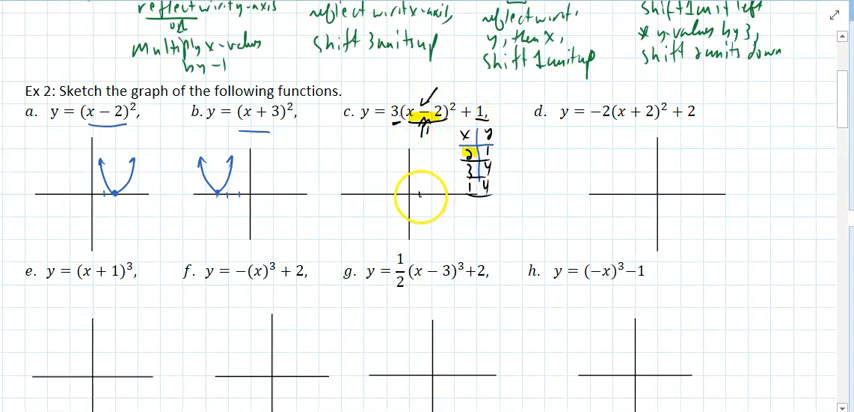 reflect w.r.t y-axis
or
multiply x-values
by -1
reflect w.r.t x-axis,
shift 3 units up
reflect w.r.t.
y, then x,
shift 1 unit up
shift 1 unit left
* y-values by 3,
shift 2 units down
Ex 2: Sketch the graph of the following functions.
a. y = (x − 2)², b. y = (x + 3)², c. y = 3(x − 2)² + 1, d. y = −2(x + 2)² + 2
x y
2 1
3 4
1 4
e. y = (x + 1)³, f. y = −(x)³ + 2, g. y = 1/2 (x − 3)³+2, h. y = (−x)³−1